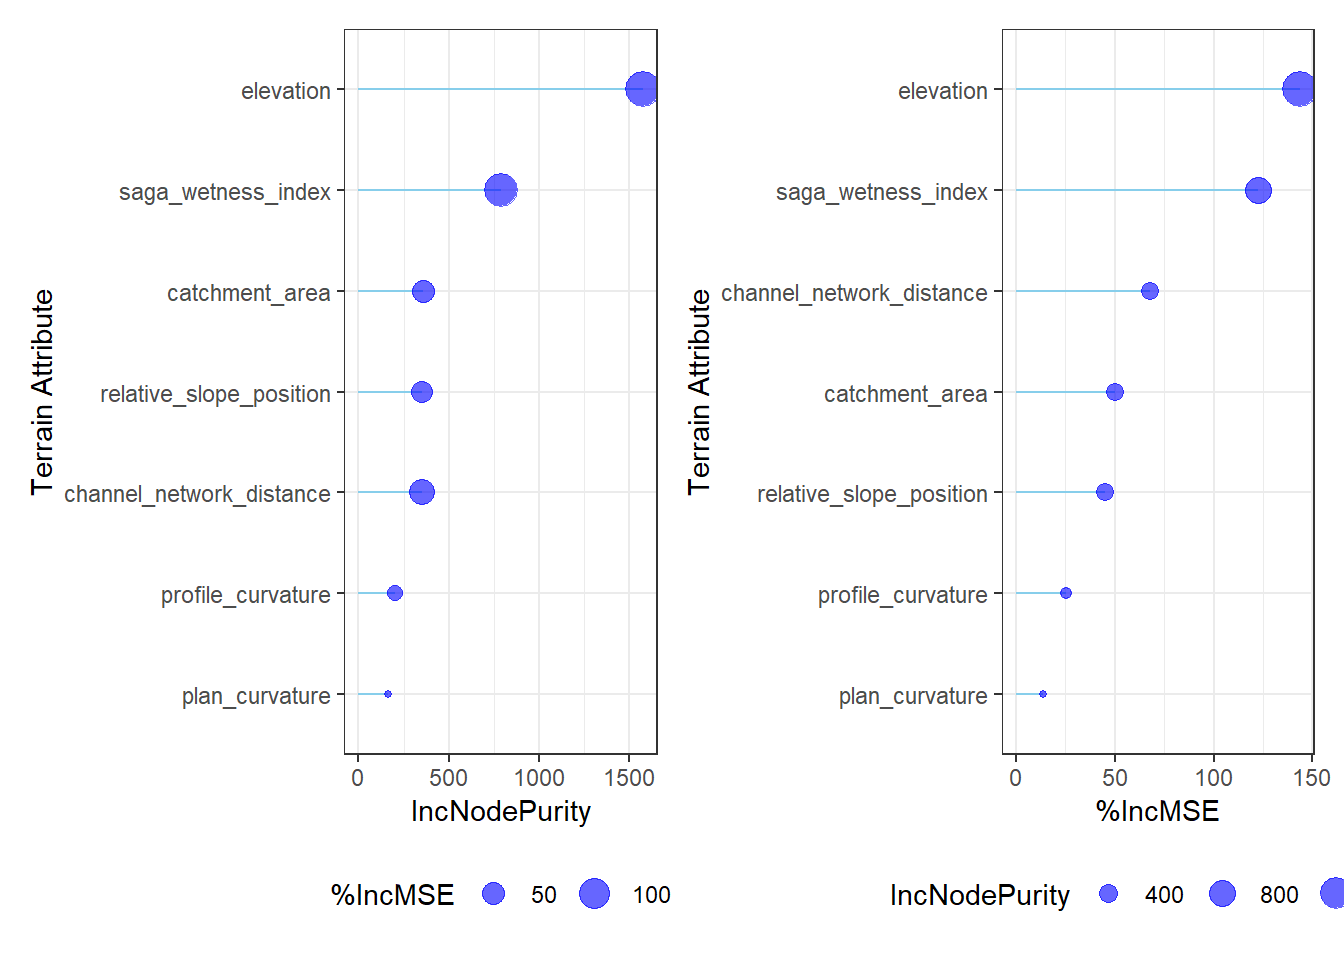 Terrain Attribute
elevation
saga_wetness_index
catchment_area
relative_slope_position
channel_network_distance
profile_curvature
plan_curvature
0 500 1000 1500
IncNodePurity
%IncMSE 50 100
Terrain Attribute
elevation
saga_wetness_index
channel_network_distance
catchment_area
relative_slope_position
profile_curvature
plan_curvature
0 50 100 150
%IncMSE
IncNodePurity 400 800